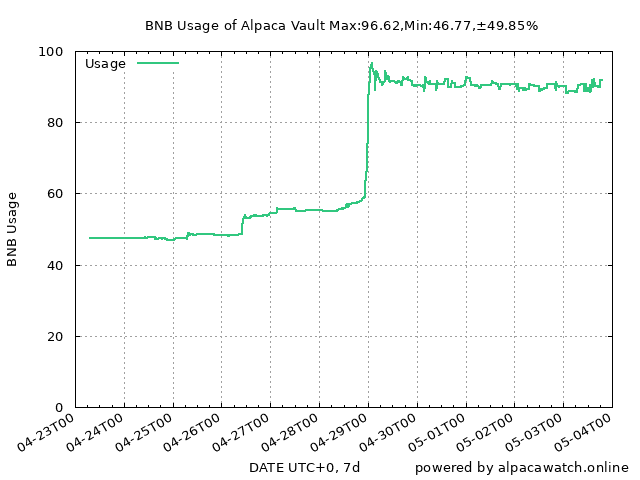 BNB Usage of Alpaca Vault Max:96.62,Min:46.77,±49.85%
Usage
BNB Usage
100
80
60
40
20
0
04-23T00
04-24T00
04-25T00
04-26T00
04-27T00
04-28T00
04-29T00
04-30T00
05-01T00
05-02T00
05-03T00
05-04T00
DATE UTC+0, 7d
powered by alpacawatch.online